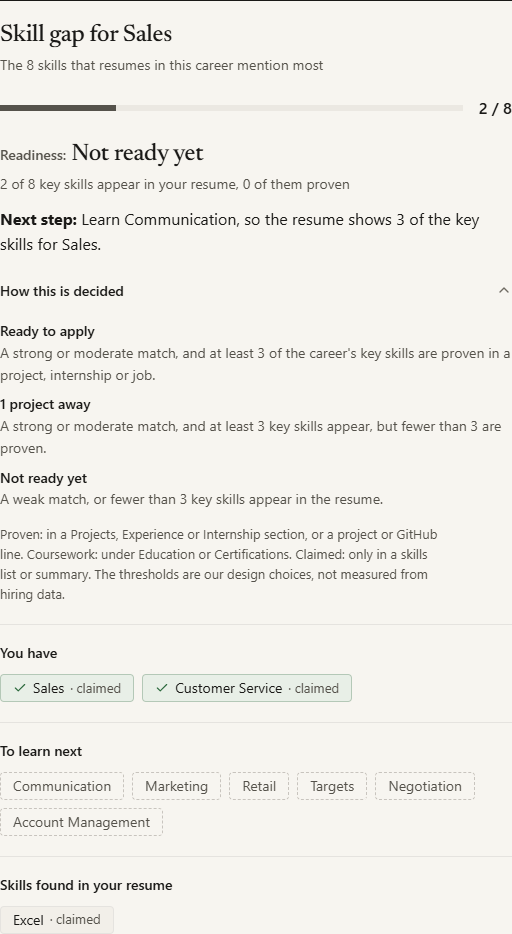 Skill gap for Sales
The 8 skills that resumes in this career mention most
2 / 8
Readiness: Not ready yet
2 of 8 key skills appear in your resume, 0 of them proven
Next step: Learn Communication, so the resume shows 3 of the key
skills for Sales.
How this is decided
Ready to apply
A strong or moderate match, and at least 3 of the career's key skills are proven in a
project, internship or job.
1 project away
A strong or moderate match, and at least 3 key skills appear, but fewer than 3 are
proven.
Not ready yet
A weak match, or fewer than 3 key skills appear in the resume.
Proven: in a Projects, Experience or Internship section, or a project or GitHub
line. Coursework: under Education or Certifications. Claimed: only in a skills
list or summary. The thresholds are our design choices, not measured from
hiring data.
You have
Sales · claimed Customer Service · claimed
To learn next
Communication Marketing Retail Targets Negotiation
Account Management
Skills found in your resume
Excel · claimed